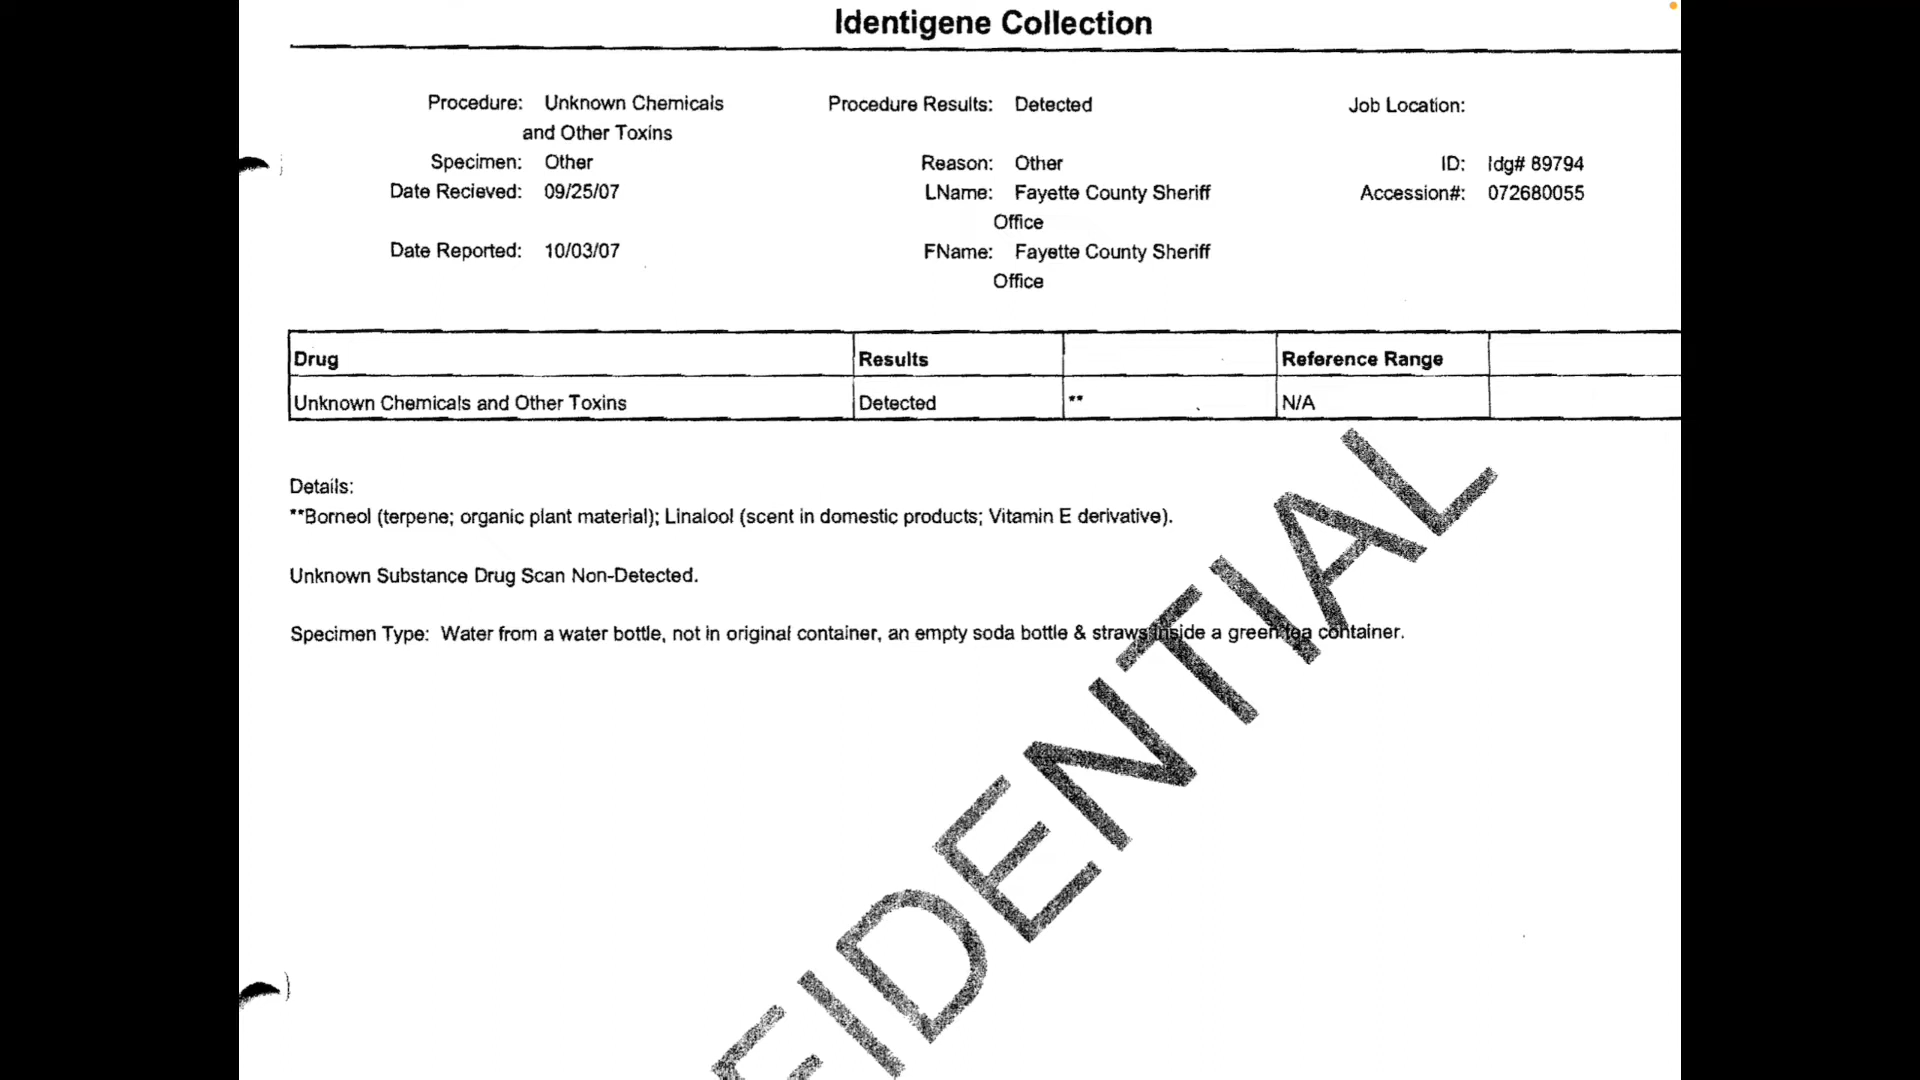 Identigene Collection
Procedure: Unknown Chemicals and Other Toxins
Procedure Results: Detected
Job Location:
Specimen: Other
Reason: Other
ID: Idg# 89794
Date Recieved: 09/25/07
LName: Fayette County Sheriff Office
Accession#: 072680055
Date Reported: 10/03/07
FName: Fayette County Sheriff Office
Drug Results Reference Range
Unknown Chemicals and Other Toxins Detected ** N/A
Details:
**Borneol (terpene; organic plant material); Linalool (scent in domestic products; Vitamin E derivative).
Unknown Substance Drug Scan Non-Detected.
Specimen Type: Water from a water bottle, not in original container, an empty soda bottle & straws inside a green tea container.
FIDENTIAL